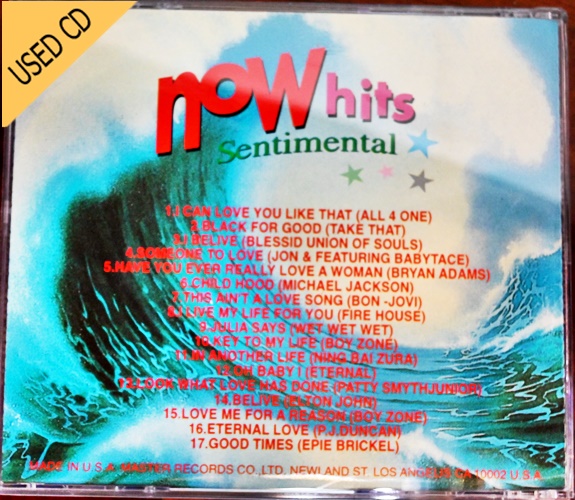 USED CD
now hits
Sentimental
1.I CAN LOVE YOU LIKE THAT (ALL 4 ONE)
2.BLACK FOR GOOD (TAKE THAT)
3.I BELIVE (BLESSID UNION OF SOULS)
4.SOMEONE TO LOVE (JON & FEATURING BABYTACE)
5.HAVE YOU EVER REALLY LOVE A WOMAN (BRYAN ADAMS)
6.CHILD HOOD (MICHAEL JACKSON)
7.THIS AIN'T A LOVE SONG (BON -JOVI)
8.I LIVE MY LIFE FOR YOU (FIRE HOUSE)
9.JULIA SAYS (WET WET WET)
10.KEY TO MY LIFE (BOY ZONE)
11.IN ANOTHER LIFE (NING BAI ZURA)
12.OH BABY I (ETERNAL)
13.LOOK WHAT LOVE HAS DONE (PATTY SMYTHJUNIOR)
14.BELIVE (ELTON JOHN)
15.LOVE ME FOR A REASON (BOY ZONE)
16.ETERNAL LOVE (P.J.DUNCAN)
17.GOOD TIMES (EPIE BRICKEL)
MADE IN U.S.A. MASTER RECORDS CO., LTD. NEWI AND ST. LOS ANGELES CA 10002 U.S.A.